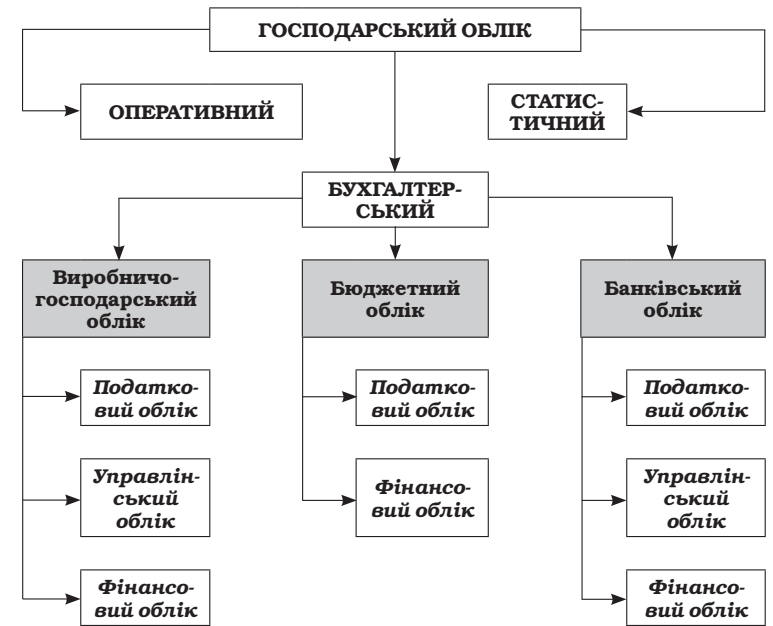 ГОСПОДАРСЬКИЙ ОБЛІК
ОПЕРАТИВНИЙ
СТАТИС-
ТИЧНИЙ
БУХГАЛТЕР-
СЬКИЙ
Виробничо-
господарський
облік
Бюджетний
облік
Банківський
облік
Податко-
вий облік
Податко-
вий облік
Податко-
вий облік
Управлін-
ський
облік
Фінансо-
вий облік
Управлін-
ський
облік
Фінансо-
вий облік
Фінансо-
вий облік